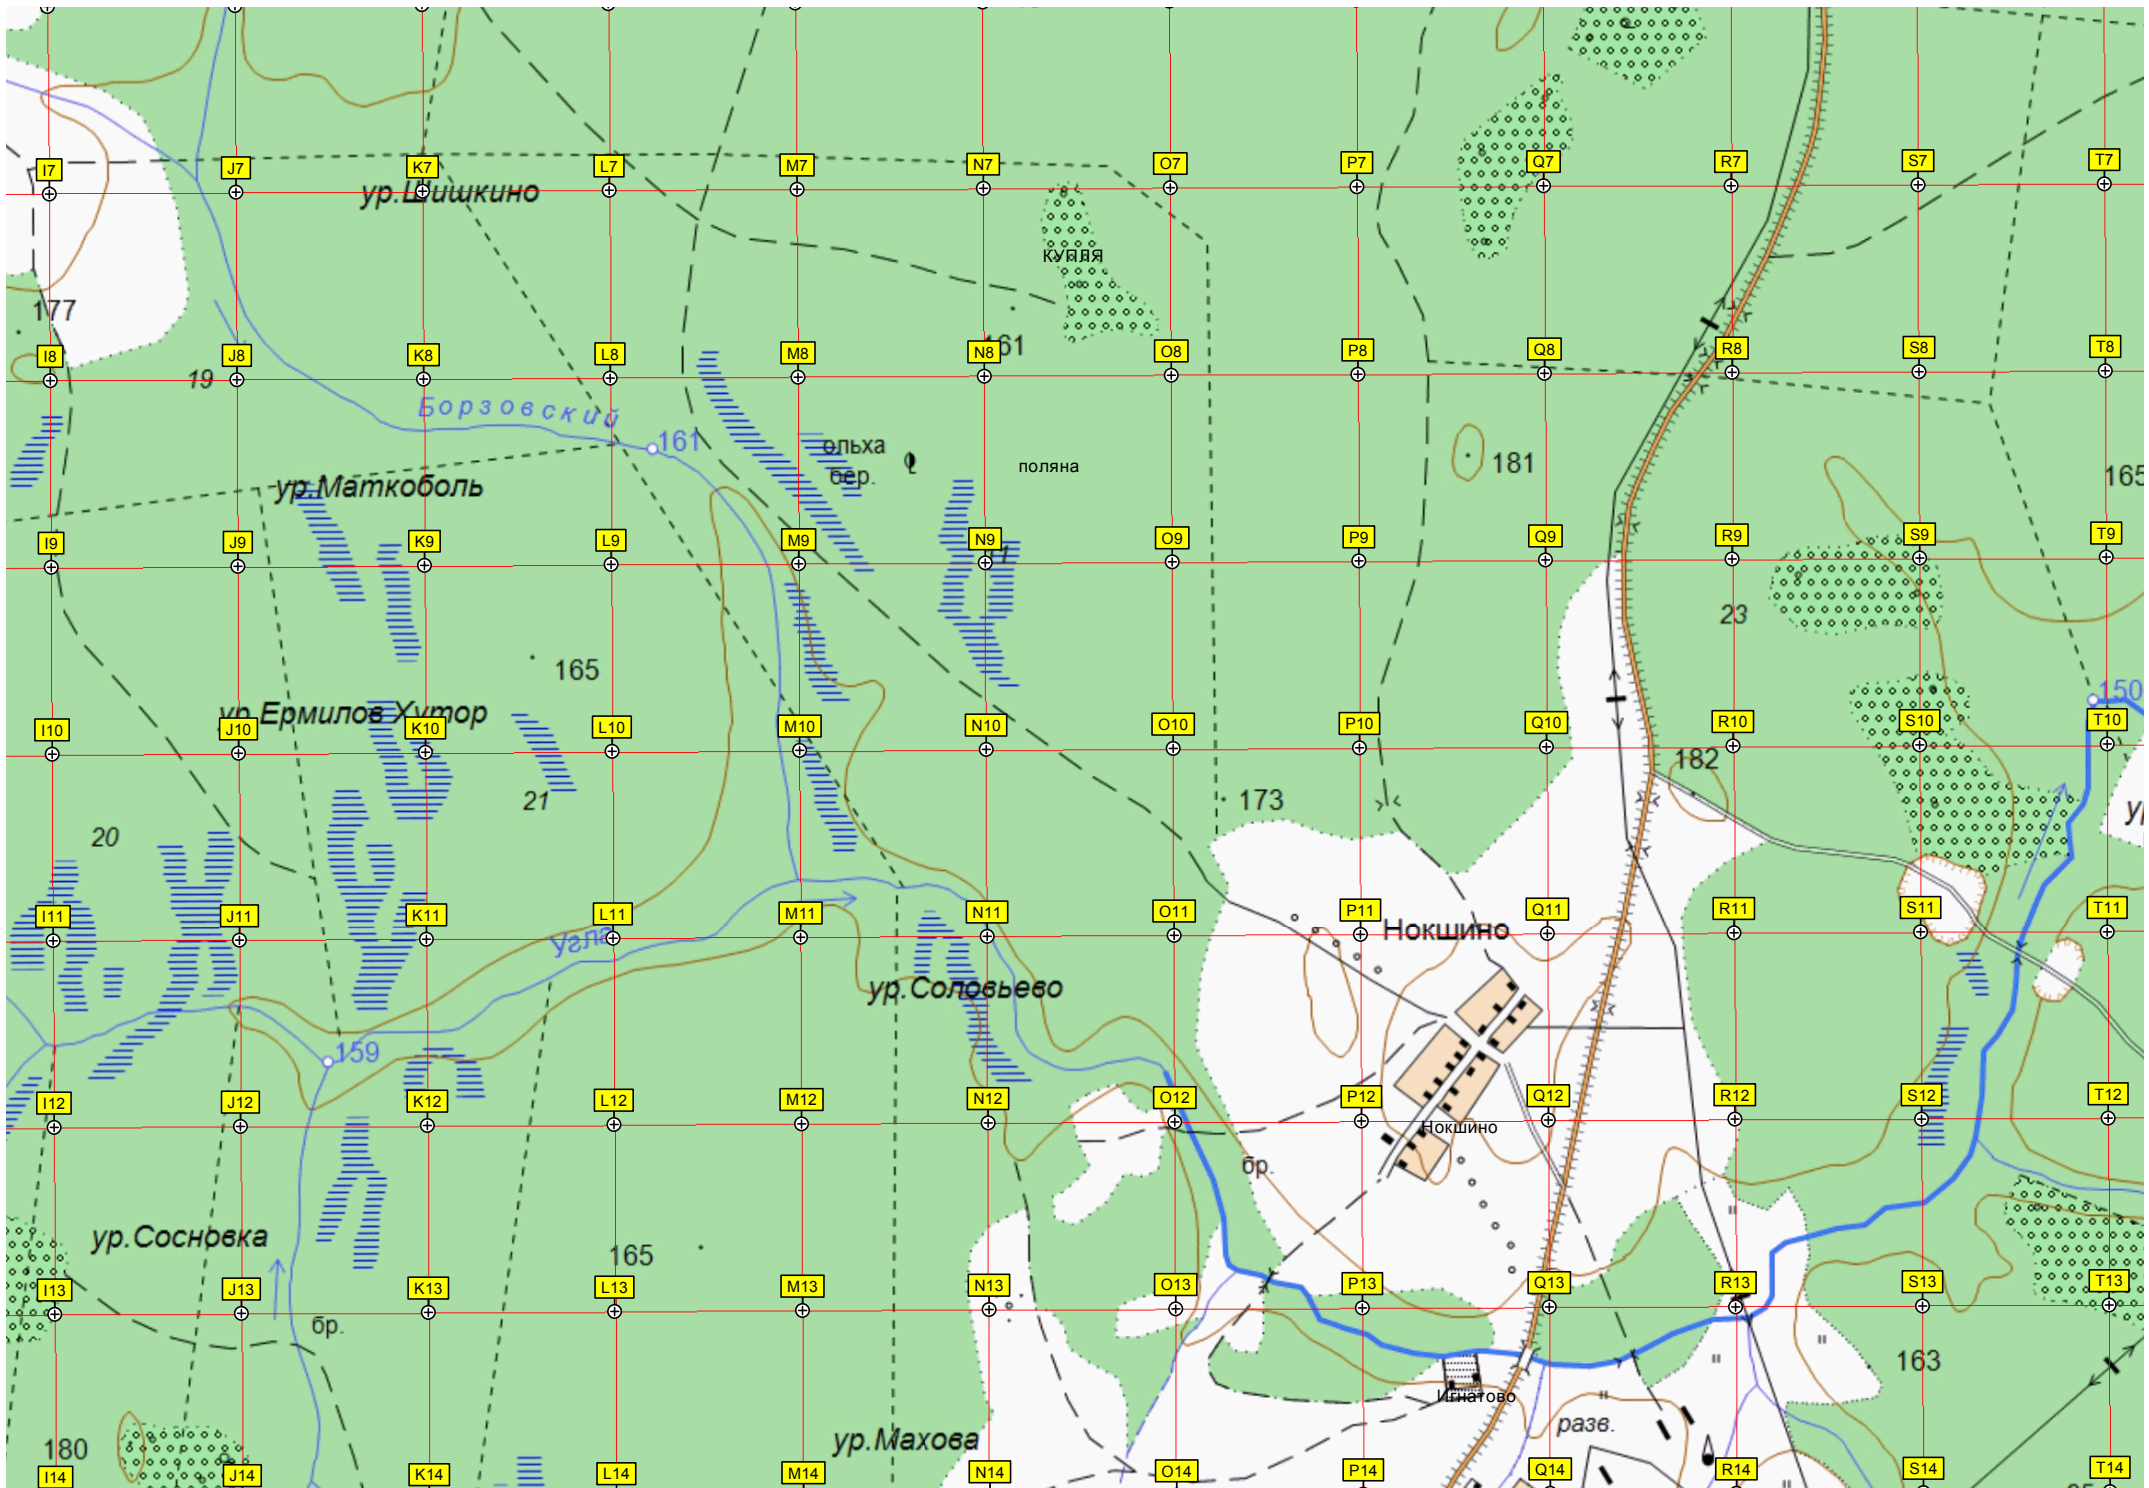 I7 J7 K7 L7 M7 N7 O7 P7 Q7 R7 S7 T7
ур.Шишкино
КУПЛЯ
177
161
I8 J8 K8 L8 M8 N8 O8 P8 Q8 R8 S8 T8
19
Борзовский
161
ольха
бер.
поляна
181
165
ур.Маткоболь
I9 J9 K9 L9 M9 N9 O9 P9 Q9 R9 S9 T9
23
165
150
ур.Ермилов Хутор
I10 J10 K10 L10 M10 N10 O10 P10 Q10 R10 S10 T10
182
21
173
20
I11 J11 K11 L11 M11 N11 O11 P11 Q11 R11 S11 T11
Угла
Нокшино
ур.Соловьево
159
I12 J12 K12 L12 M12 N12 O12 P12 Q12 R12 S12 T12
Нокшино
бр.
ур.Сосновка
165
I13 J13 K13 L13 M13 N13 O13 P13 Q13 R13 S13 T13
бр.
163
Игнатово
разв.
180
ур.Махова
I14 J14 K14 L14 M14 N14 O14 P14 Q14 R14 S14 T14